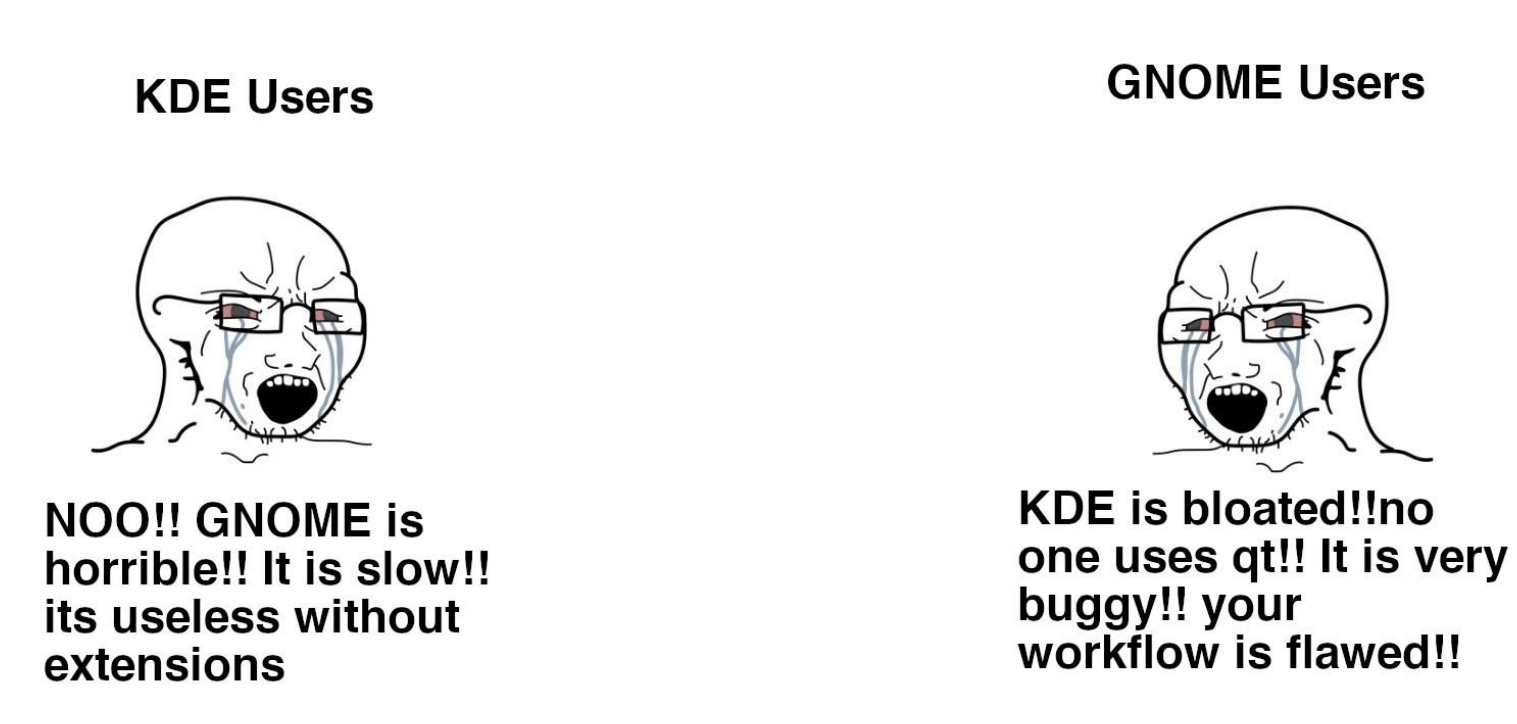 KDE Users
NOO!! GNOME is
horrible!! It is slow!!
its useless without
extensions
GNOME Users
KDE is bloated!!no
one uses qt!! It is very
buggy!! your
workflow is flawed!!